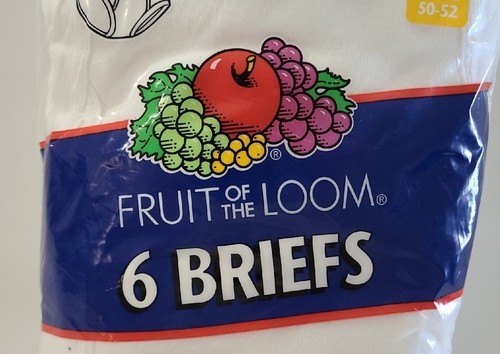 50-52
FRUIT OF THE LOOM®
6 BRIEFS